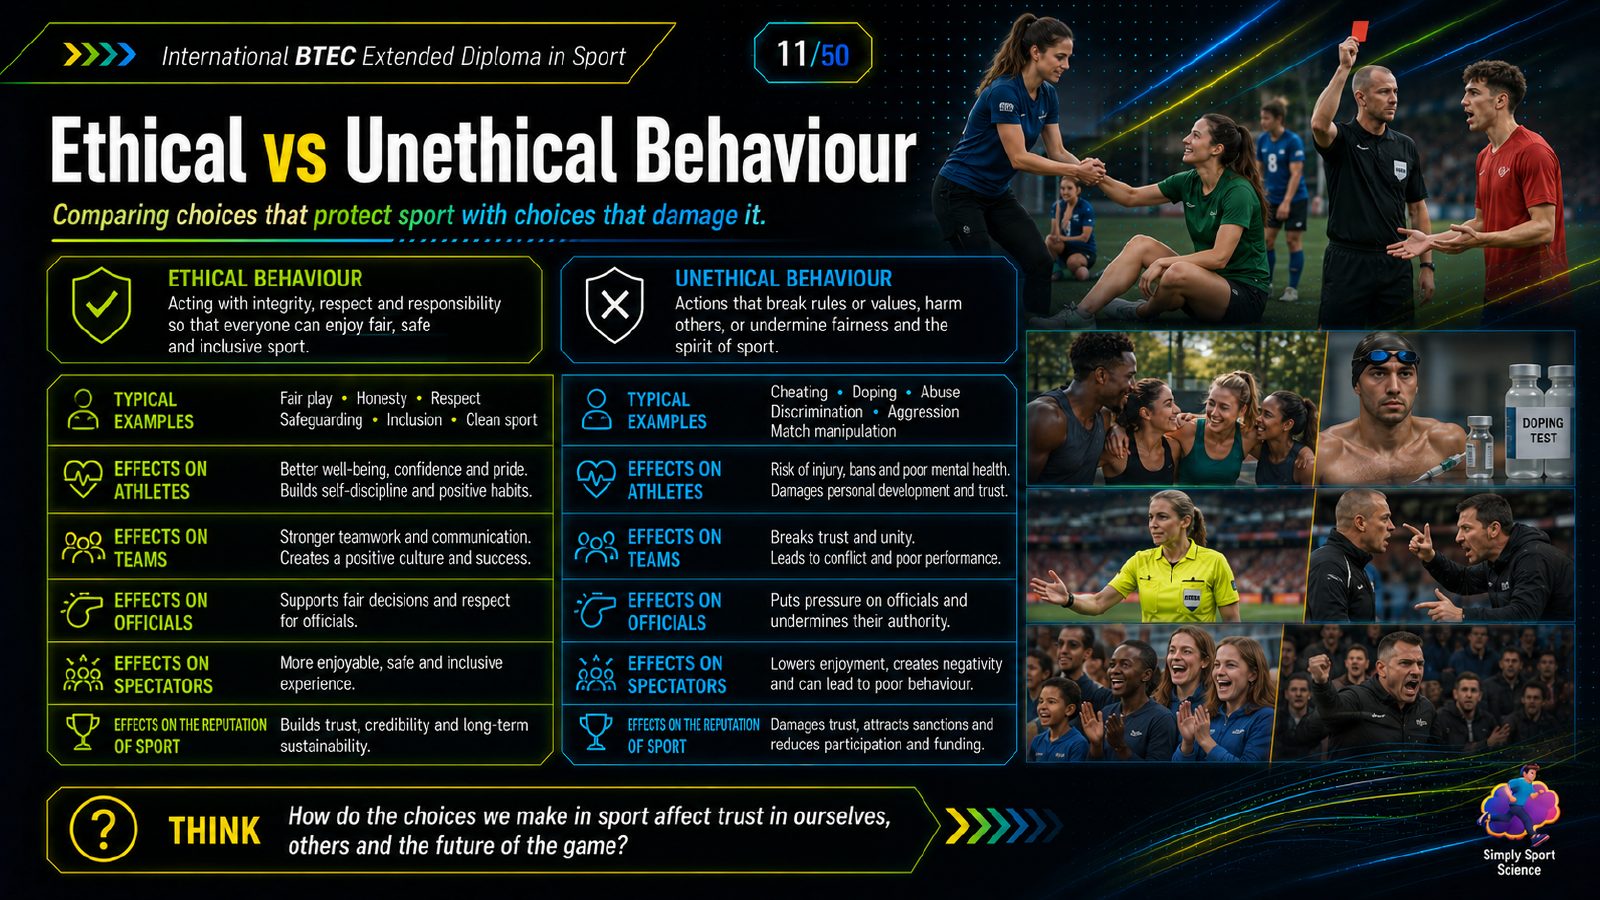 International BTEC Extended Diploma in Sport
11/50
Ethical vs Unethical Behaviour
Comparing choices that protect sport with choices that damage it.
ETHICAL BEHAVIOUR
Acting with integrity, respect and responsibility
so that everyone can enjoy fair, safe
and inclusive sport.
UNETHICAL BEHAVIOUR
Actions that break rules or values, harm
others, or undermine fairness and the
spirit of sport.
TYPICAL
EXAMPLES
Fair play • Honesty • Respect
Safeguarding • Inclusion • Clean sport
EFFECTS ON
ATHLETES
Better well-being, confidence and pride.
Builds self-discipline and positive habits.
EFFECTS ON
TEAMS
Stronger teamwork and communication.
Creates a positive culture and success.
EFFECTS ON
OFFICIALS
Supports fair decisions and respect
for officials.
EFFECTS ON
SPECTATORS
More enjoyable, safe and inclusive
experience.
EFFECTS ON THE REPUTATION
OF SPORT
Builds trust, credibility and long-term
sustainability.
TYPICAL
EXAMPLES
Cheating • Doping • Abuse
Discrimination • Aggression
Match manipulation
EFFECTS ON
ATHLETES
Risk of injury, bans and poor mental health.
Damages personal development and trust.
EFFECTS ON
TEAMS
Breaks trust and unity.
Leads to conflict and poor performance.
EFFECTS ON
OFFICIALS
Puts pressure on officials and
undermines their authority.
EFFECTS ON
SPECTATORS
Lowers enjoyment, creates negativity
and can lead to poor behaviour.
EFFECTS ON THE REPUTATION
OF SPORT
Damages trust, attracts sanctions and
reduces participation and funding.
8
DOPING
TEST
THINK
How do the choices we make in sport affect trust in ourselves,
others and the future of the game?
Simply Sport
Science